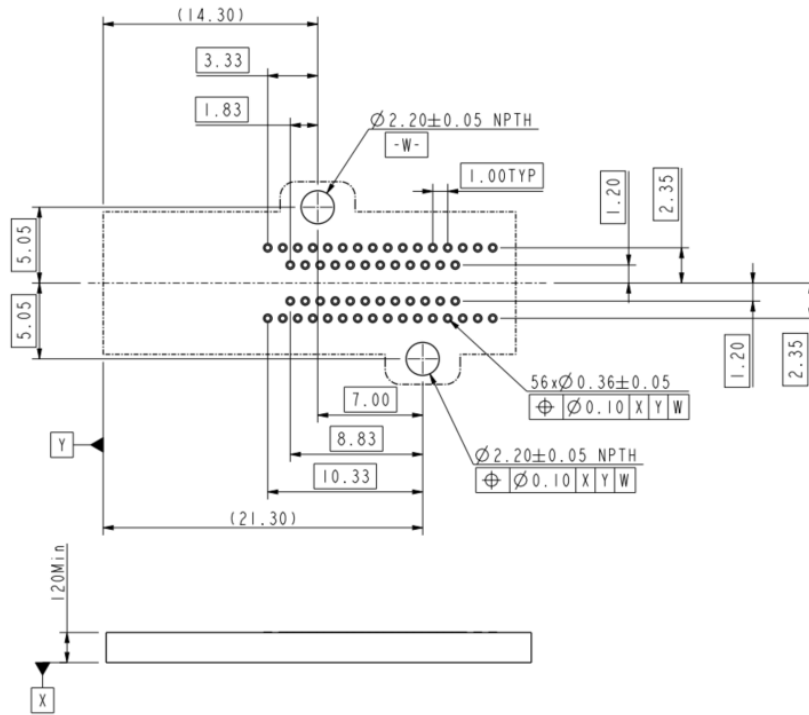 (14.30)
3.33
1.83
Ø2.20±0.05 NPTH
-W-
1.00TYP
1.20
2.35
5.05
5.05
1.20
2.35
56xØ0.36±0.05
⌖ Ø0.10 X Y W
7.00
Y
8.83
Ø2.20±0.05 NPTH
⌖ Ø0.10 X Y W
10.33
(21.30)
120Min
X